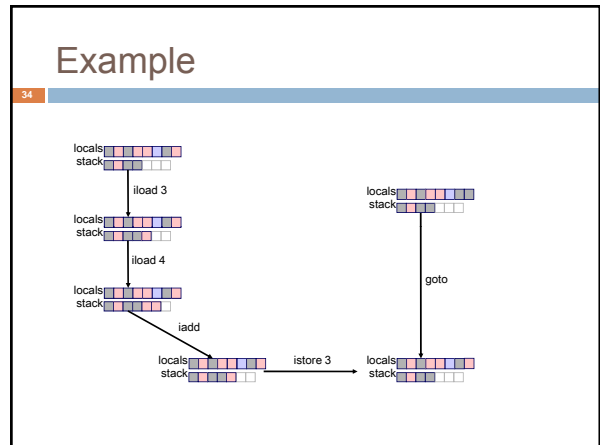 Example
34
locals
stack
iload 3
locals
stack
iload 4
locals
stack
iadd
locals
stack
istore 3
locals
stack
goto
locals
stack